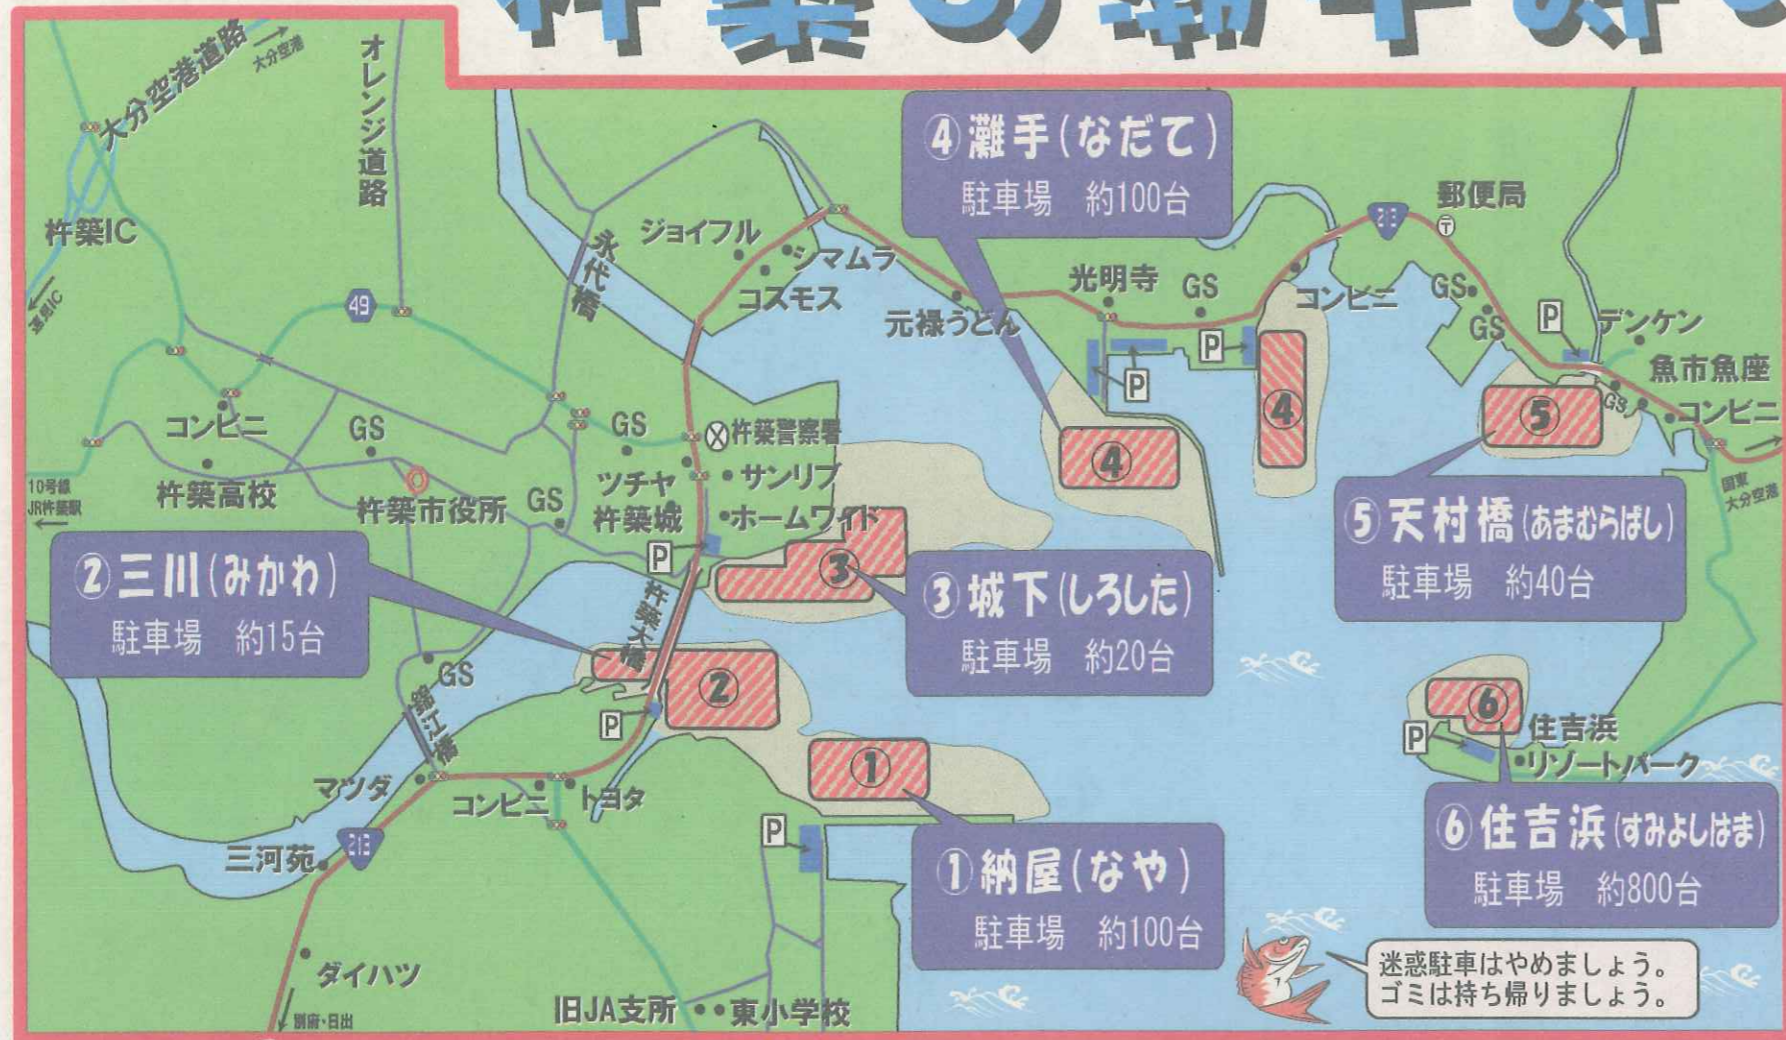 杵築の潮干
大分空港道路
大分空港
オレンジ道路
杵築IC
速見IC
49
永代橋
ジョイフル
シマムラ
コスモス
元禄うどん
④灘手(なだて)
駐車場 約100台
光明寺
GS
コンビニ
213
郵便局
〒
GS
GS
P
デンケン
魚市魚座
GS
コンビニ
国東
大分空港
P
P
④
④
⑤
⑤天村橋(あまむらばし)
駐車場 約40台
コンビニ
GS
杵築高校
杵築市役所
10号線
JR杵築駅
GS
GS
杵築警察署
ツチヤ
サンリブ
杵築城
ホームワイド
P
杵築大橋
③
③城下(しろした)
駐車場 約20台
②三川(みかわ)
駐車場 約15台
GS
錦江橋
P
②
①
①納屋(なや)
駐車場 約100台
P
⑥
住吉浜
リゾートパーク
P
⑥住吉浜(すみよしはま)
駐車場 約800台
マツダ
コンビニ
トヨタ
三河苑
213
ダイハツ
別府・日出
旧JA支所
東小学校
迷惑駐車はやめましょう。
ゴミは持ち帰りましょう。